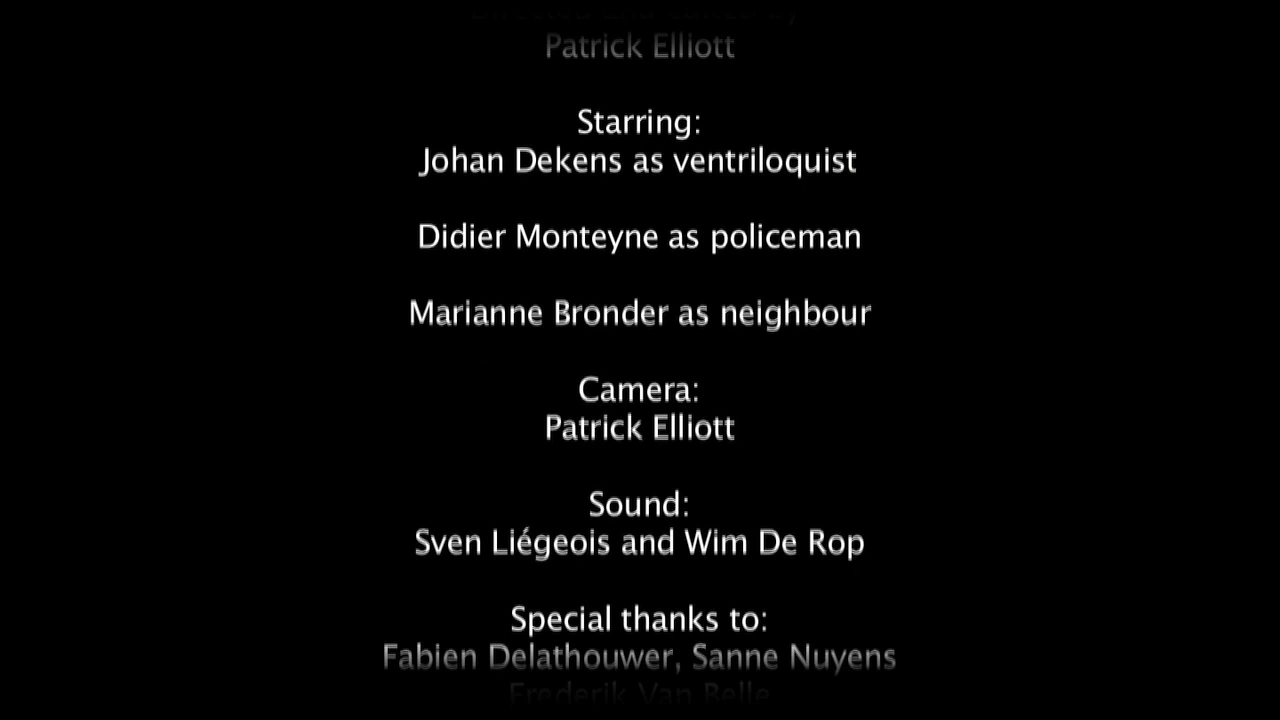 Patrick Elliott
Starring:
Johan Dekens as ventriloquist
Didier Monteyne as policeman
Marianne Bronder as neighbour
Camera:
Patrick Elliott
Sound:
Sven Liégeois and Wim De Rop
Special thanks to:
Fabien Delathouwer, Sanne Nuyens
Frederik Van Belle